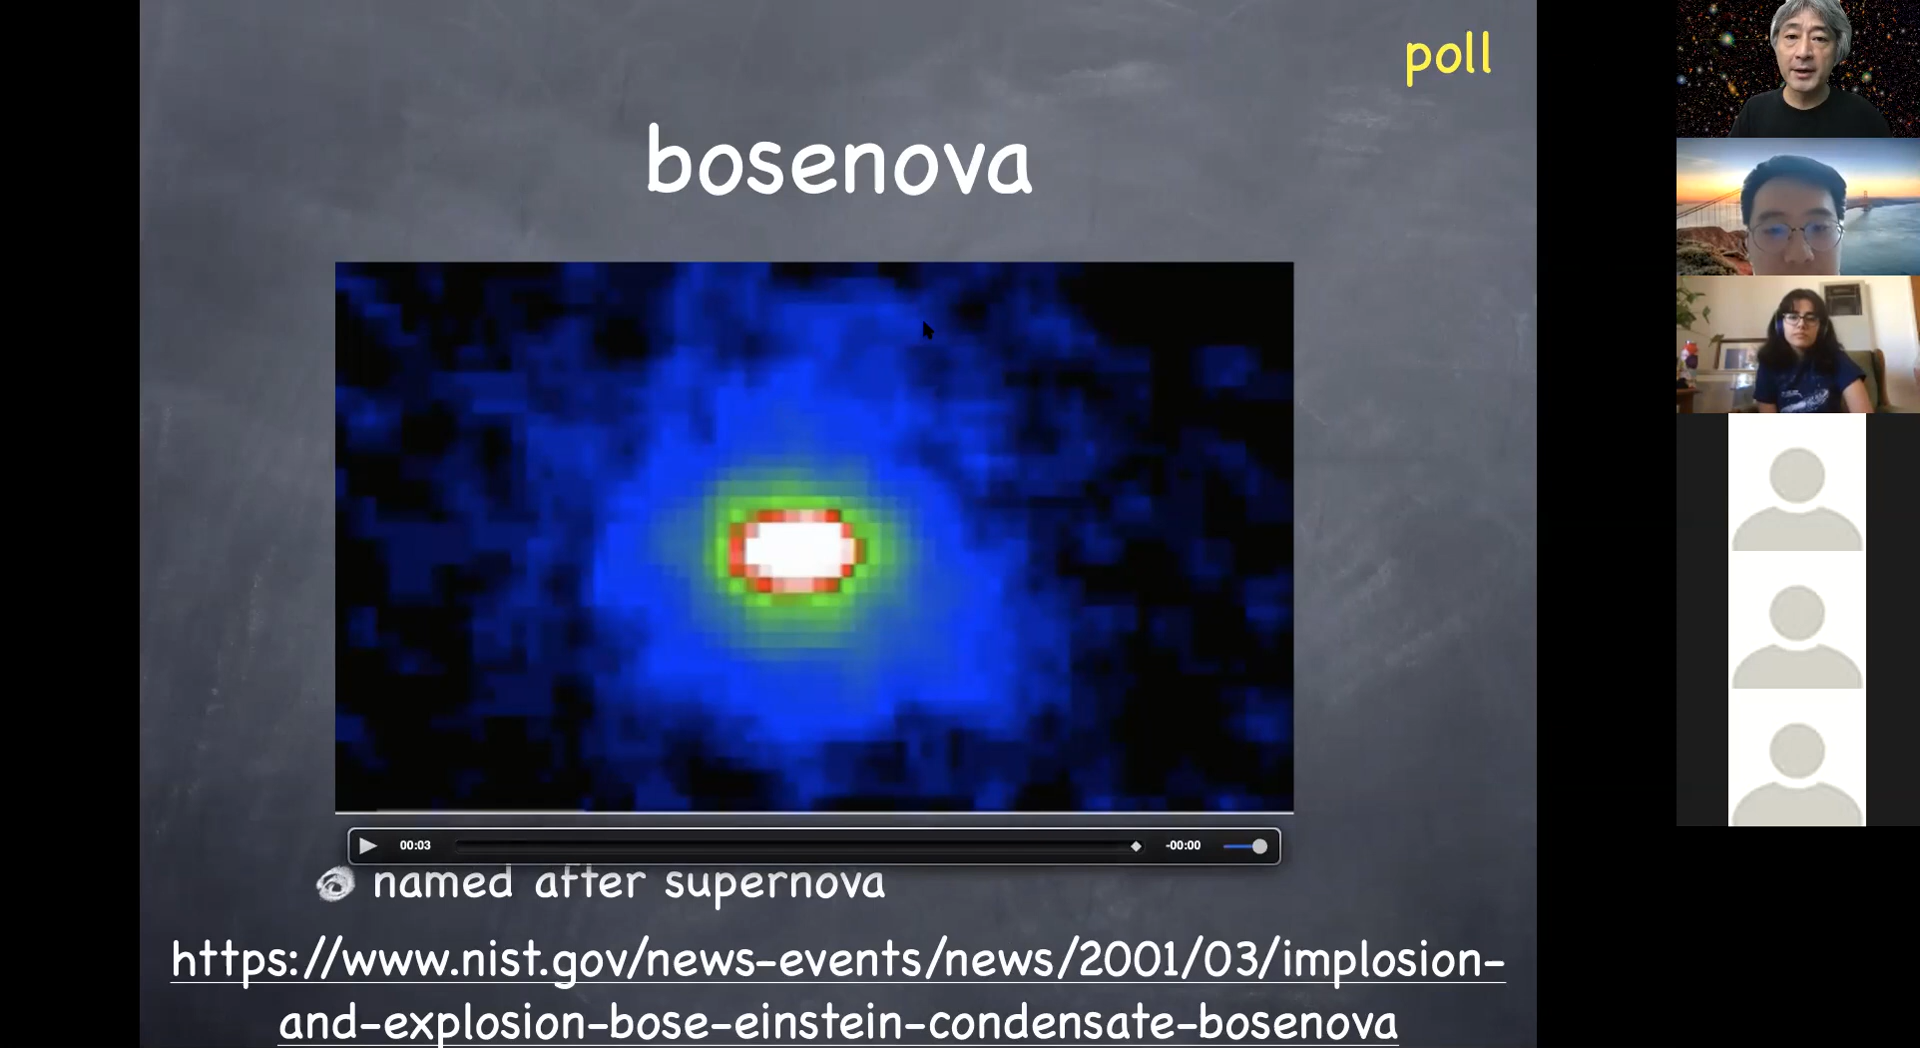 poll
bosenova
00:03
-00:00
named after supernova
https://www.nist.gov/news-events/news/2001/03/implosion-
and-explosion-bose-einstein-condensate-bosenova